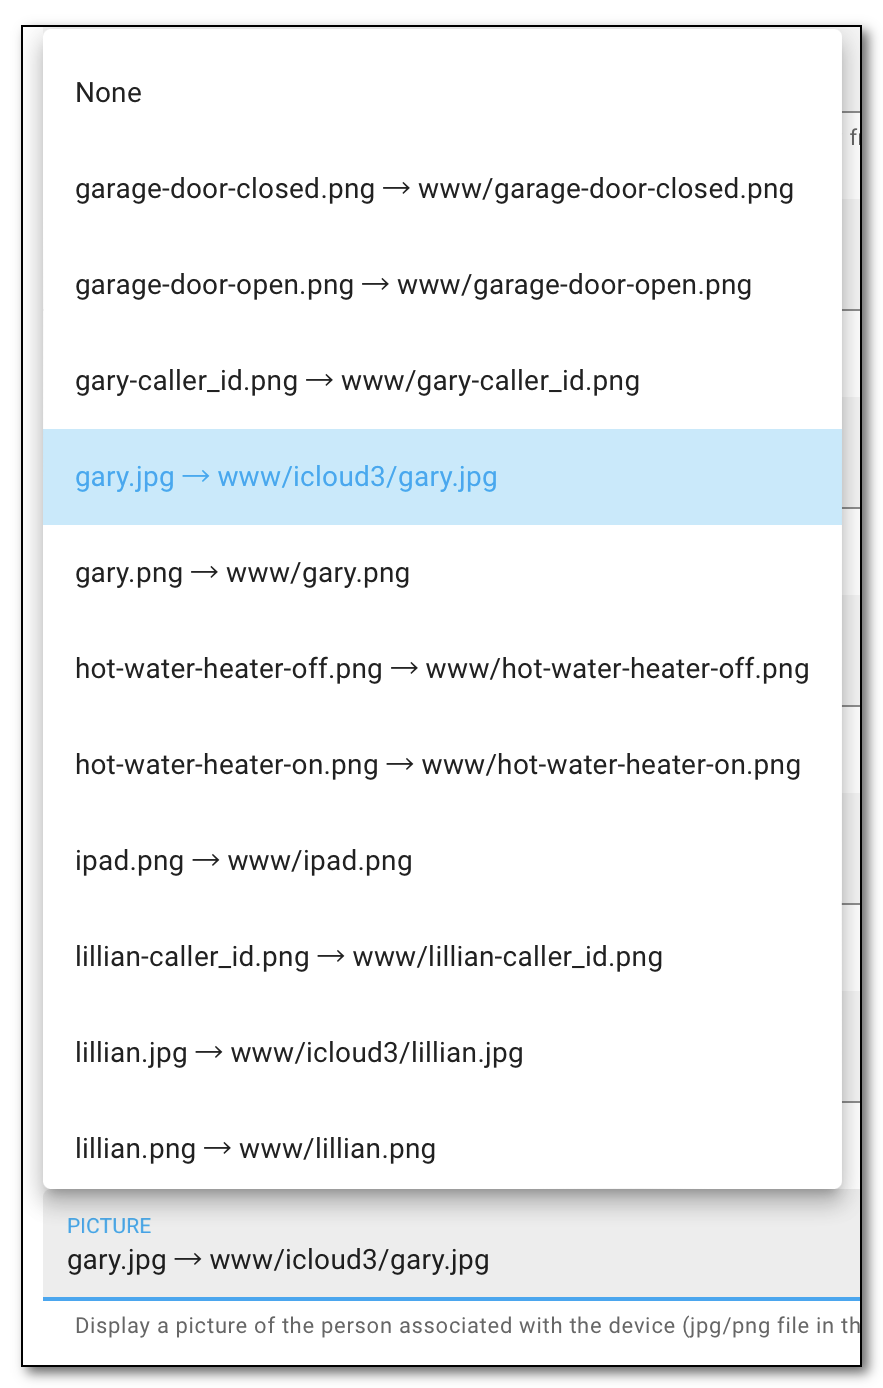 None
garage-door-closed.png → www/garage-door-closed.png
garage-door-open.png → www/garage-door-open.png
gary-caller_id.png → www/gary-caller_id.png
gary.jpg → www/icloud3/gary.jpg
gary.png → www/gary.png
hot-water-heater-off.png → www/hot-water-heater-off.png
hot-water-heater-on.png → www/hot-water-heater-on.png
ipad.png → www/ipad.png
lillian-caller_id.png → www/lillian-caller_id.png
lillian.jpg → www/icloud3/lillian.jpg
lillian.png → www/lillian.png
PICTURE
gary.jpg → www/icloud3/gary.jpg
Display a picture of the person associated with the device (jpg/png file in th